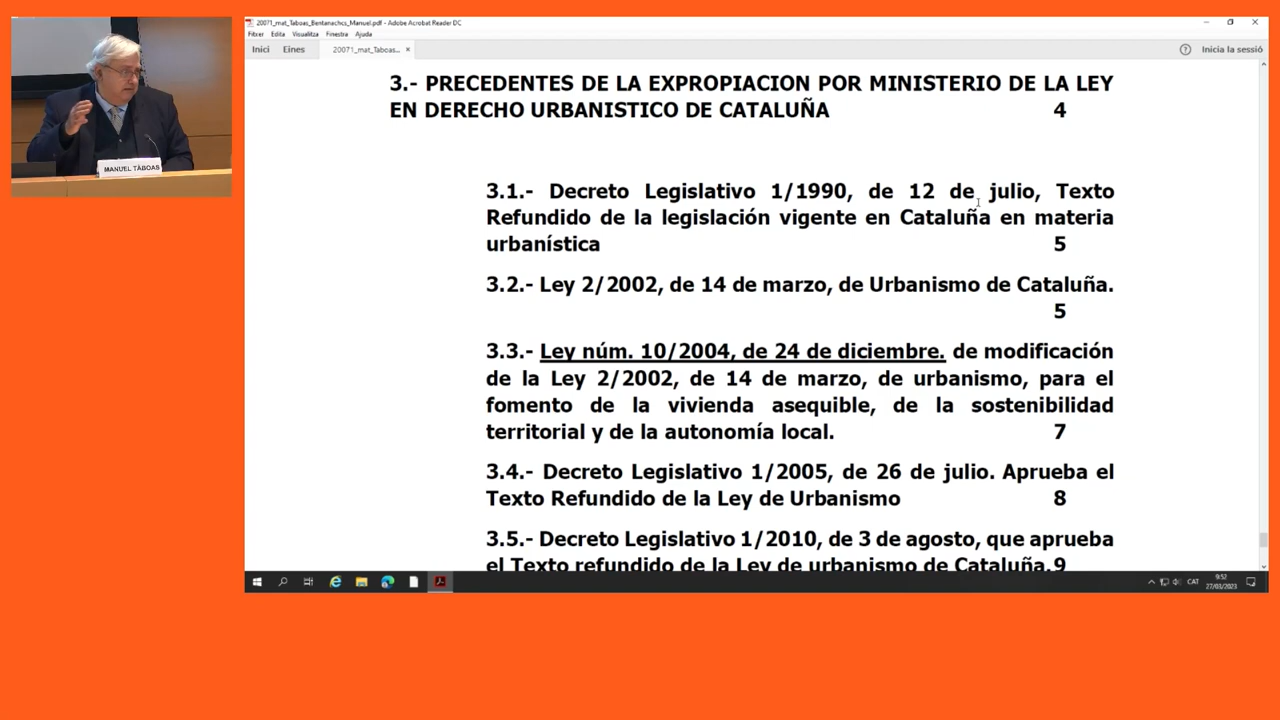 20071_mat_Taboas_Bentanachcs_Manuel.pdf - Adobe Acrobat Reader DC
Fitxer Edita Visualitza Finestra Ajuda
Inici Eines 20071_mat_Taboas... × Inicia la sessió
3.- PRECEDENTES DE LA EXPROPIACION POR MINISTERIO DE LA LEY
EN DERECHO URBANISTICO DE CATALUÑA 4
MANUEL TÀBOAS
3.1.- Decreto Legislativo 1/1990, de 12 de julio, Texto
Refundido de la legislación vigente en Cataluña en materia
urbanística 5
3.2.- Ley 2/2002, de 14 de marzo, de Urbanismo de Cataluña.
5
3.3.- Ley núm. 10/2004, de 24 de diciembre. de modificación
de la Ley 2/2002, de 14 de marzo, de urbanismo, para el
fomento de la vivienda asequible, de la sostenibilidad
territorial y de la autonomía local. 7
3.4.- Decreto Legislativo 1/2005, de 26 de julio. Aprueba el
Texto Refundido de la Ley de Urbanismo 8
3.5.- Decreto Legislativo 1/2010, de 3 de agosto, que aprueba
el Texto refundido de la Ley de urbanismo de Cataluña.9
CAT
9:52
27/03/2023